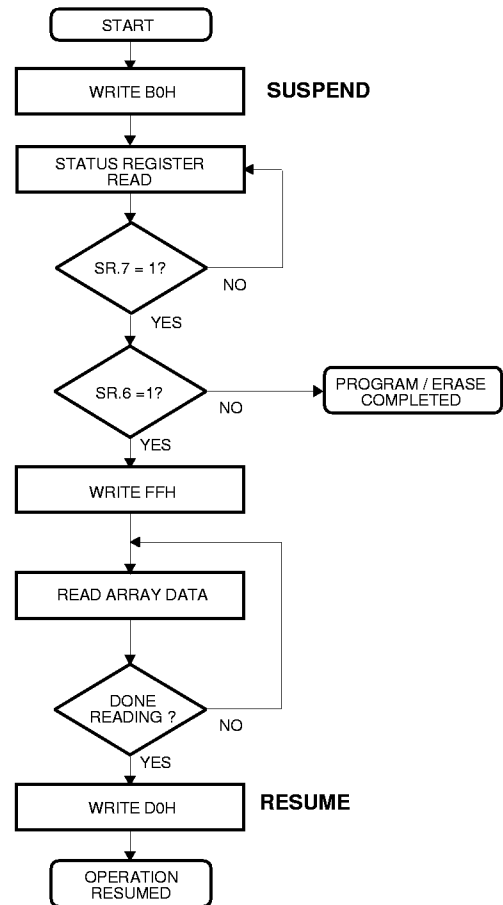 START
WRITE B0H
SUSPEND
STATUS REGISTER
READ
SR.7 = 1?
NO
YES
SR.6 =1?
NO
PROGRAM / ERASE
COMPLETED
YES
WRITE FFH
READ ARRAY DATA
DONE
READING ?
NO
YES
WRITE D0H
RESUME
OPERATION
RESUMED